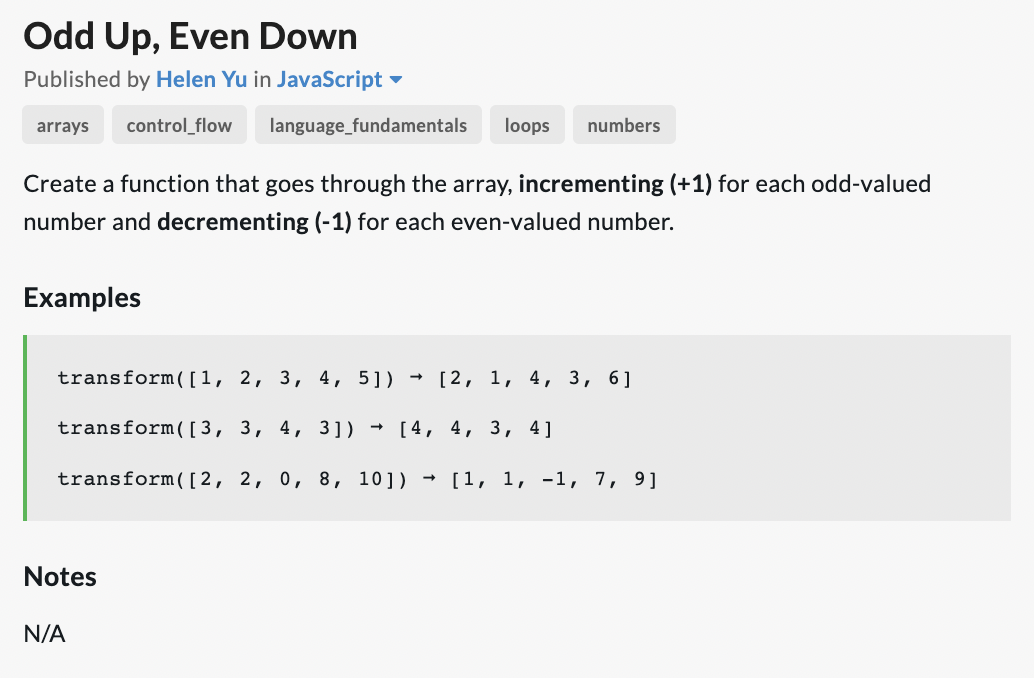 Odd Up, Even Down
Published by Helen Yu in JavaScript
arrays control_flow language_fundamentals loops numbers
Create a function that goes through the array, incrementing (+1) for each odd-valued
number and decrementing (-1) for each even-valued number.
Examples
transform([1, 2, 3, 4, 5]) → [2, 1, 4, 3, 6]
transform([3, 3, 4, 3]) → [4, 4, 3, 4]
transform([2, 2, 0, 8, 10]) → [1, 1, -1, 7, 9]
Notes
N/A